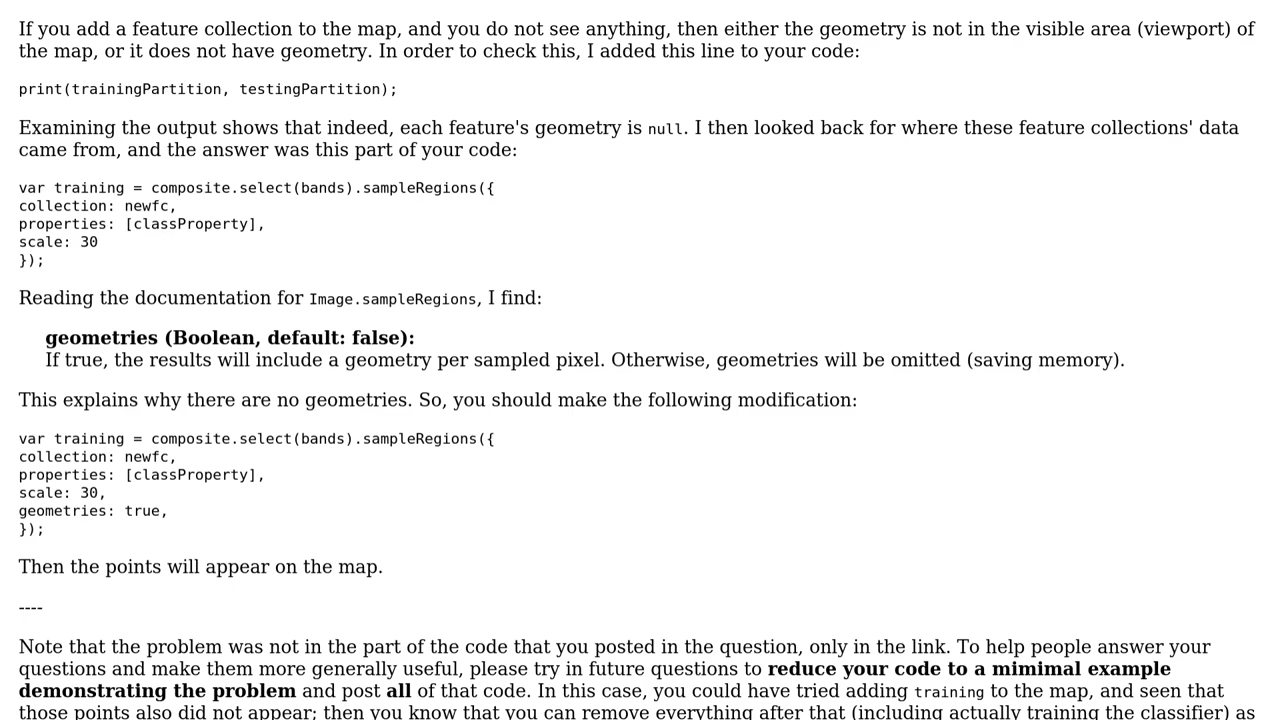 If you add a feature collection to the map, and you do not see anything, then either the geometry is not in the visible area (viewport) of
the map, or it does not have geometry. In order to check this, I added this line to your code:
print(trainingPartition, testingPartition);
Examining the output shows that indeed, each feature's geometry is null. I then looked back for where these feature collections' data
came from, and the answer was this part of your code:
var training = composite.select(bands).sampleRegions({
collection: newfc,
properties: [classProperty],
scale: 30
});
Reading the documentation for Image.sampleRegions, I find:
geometries (Boolean, default: false):
If true, the results will include a geometry per sampled pixel. Otherwise, geometries will be omitted (saving memory).
This explains why there are no geometries. So, you should make the following modification:
var training = composite.select(bands).sampleRegions({
collection: newfc,
properties: [classProperty],
scale: 30,
geometries: true,
});
Then the points will appear on the map.
----
Note that the problem was not in the part of the code that you posted in the question, only in the link. To help people answer your
questions and make them more generally useful, please try in future questions to reduce your code to a mimimal example
demonstrating the problem and post all of that code. In this case, you could have tried adding training to the map, and seen that
those points also did not appear; then you know that you can remove everything after that (including actually training the classifier) as